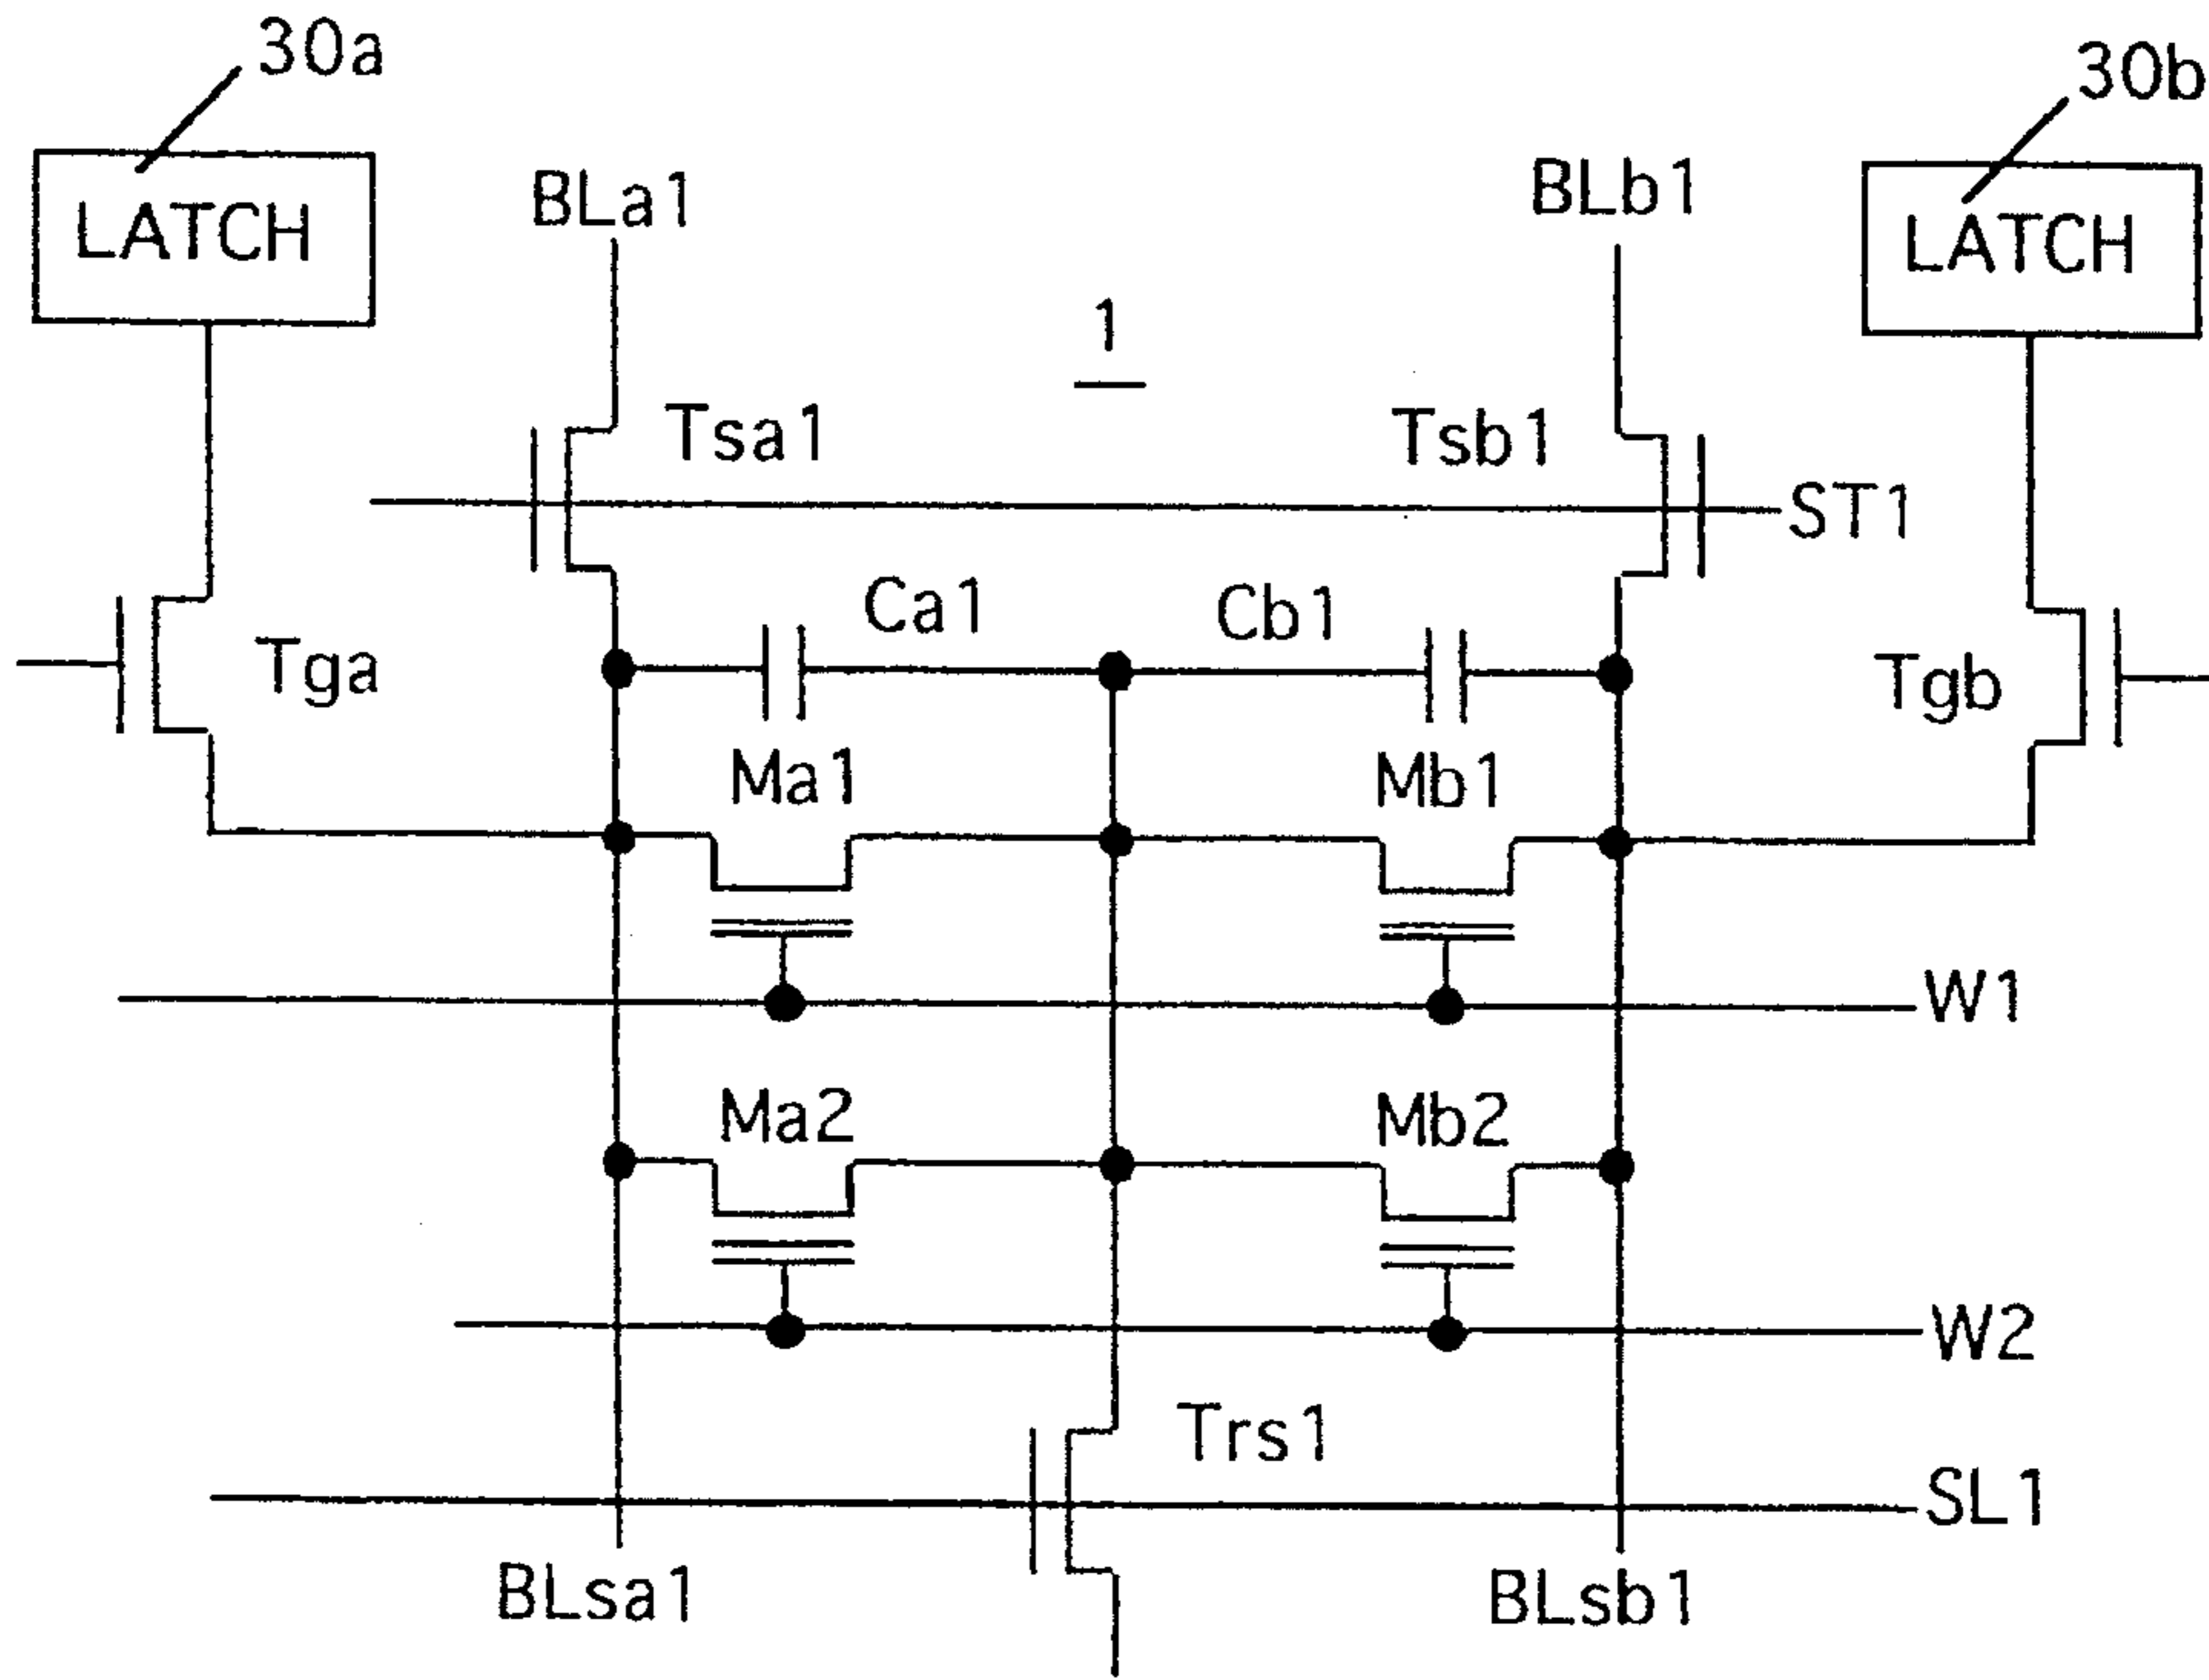 30a
30b
LATCH
BLa1
BLb1
LATCH
1
Tsa1
Tsb1
ST1
Ca1
Cb1
Tga
Tgb
Ma1
Mb1
W1
Ma2
Mb2
W2
Trs1
SL1
BLsa1
BLsb1